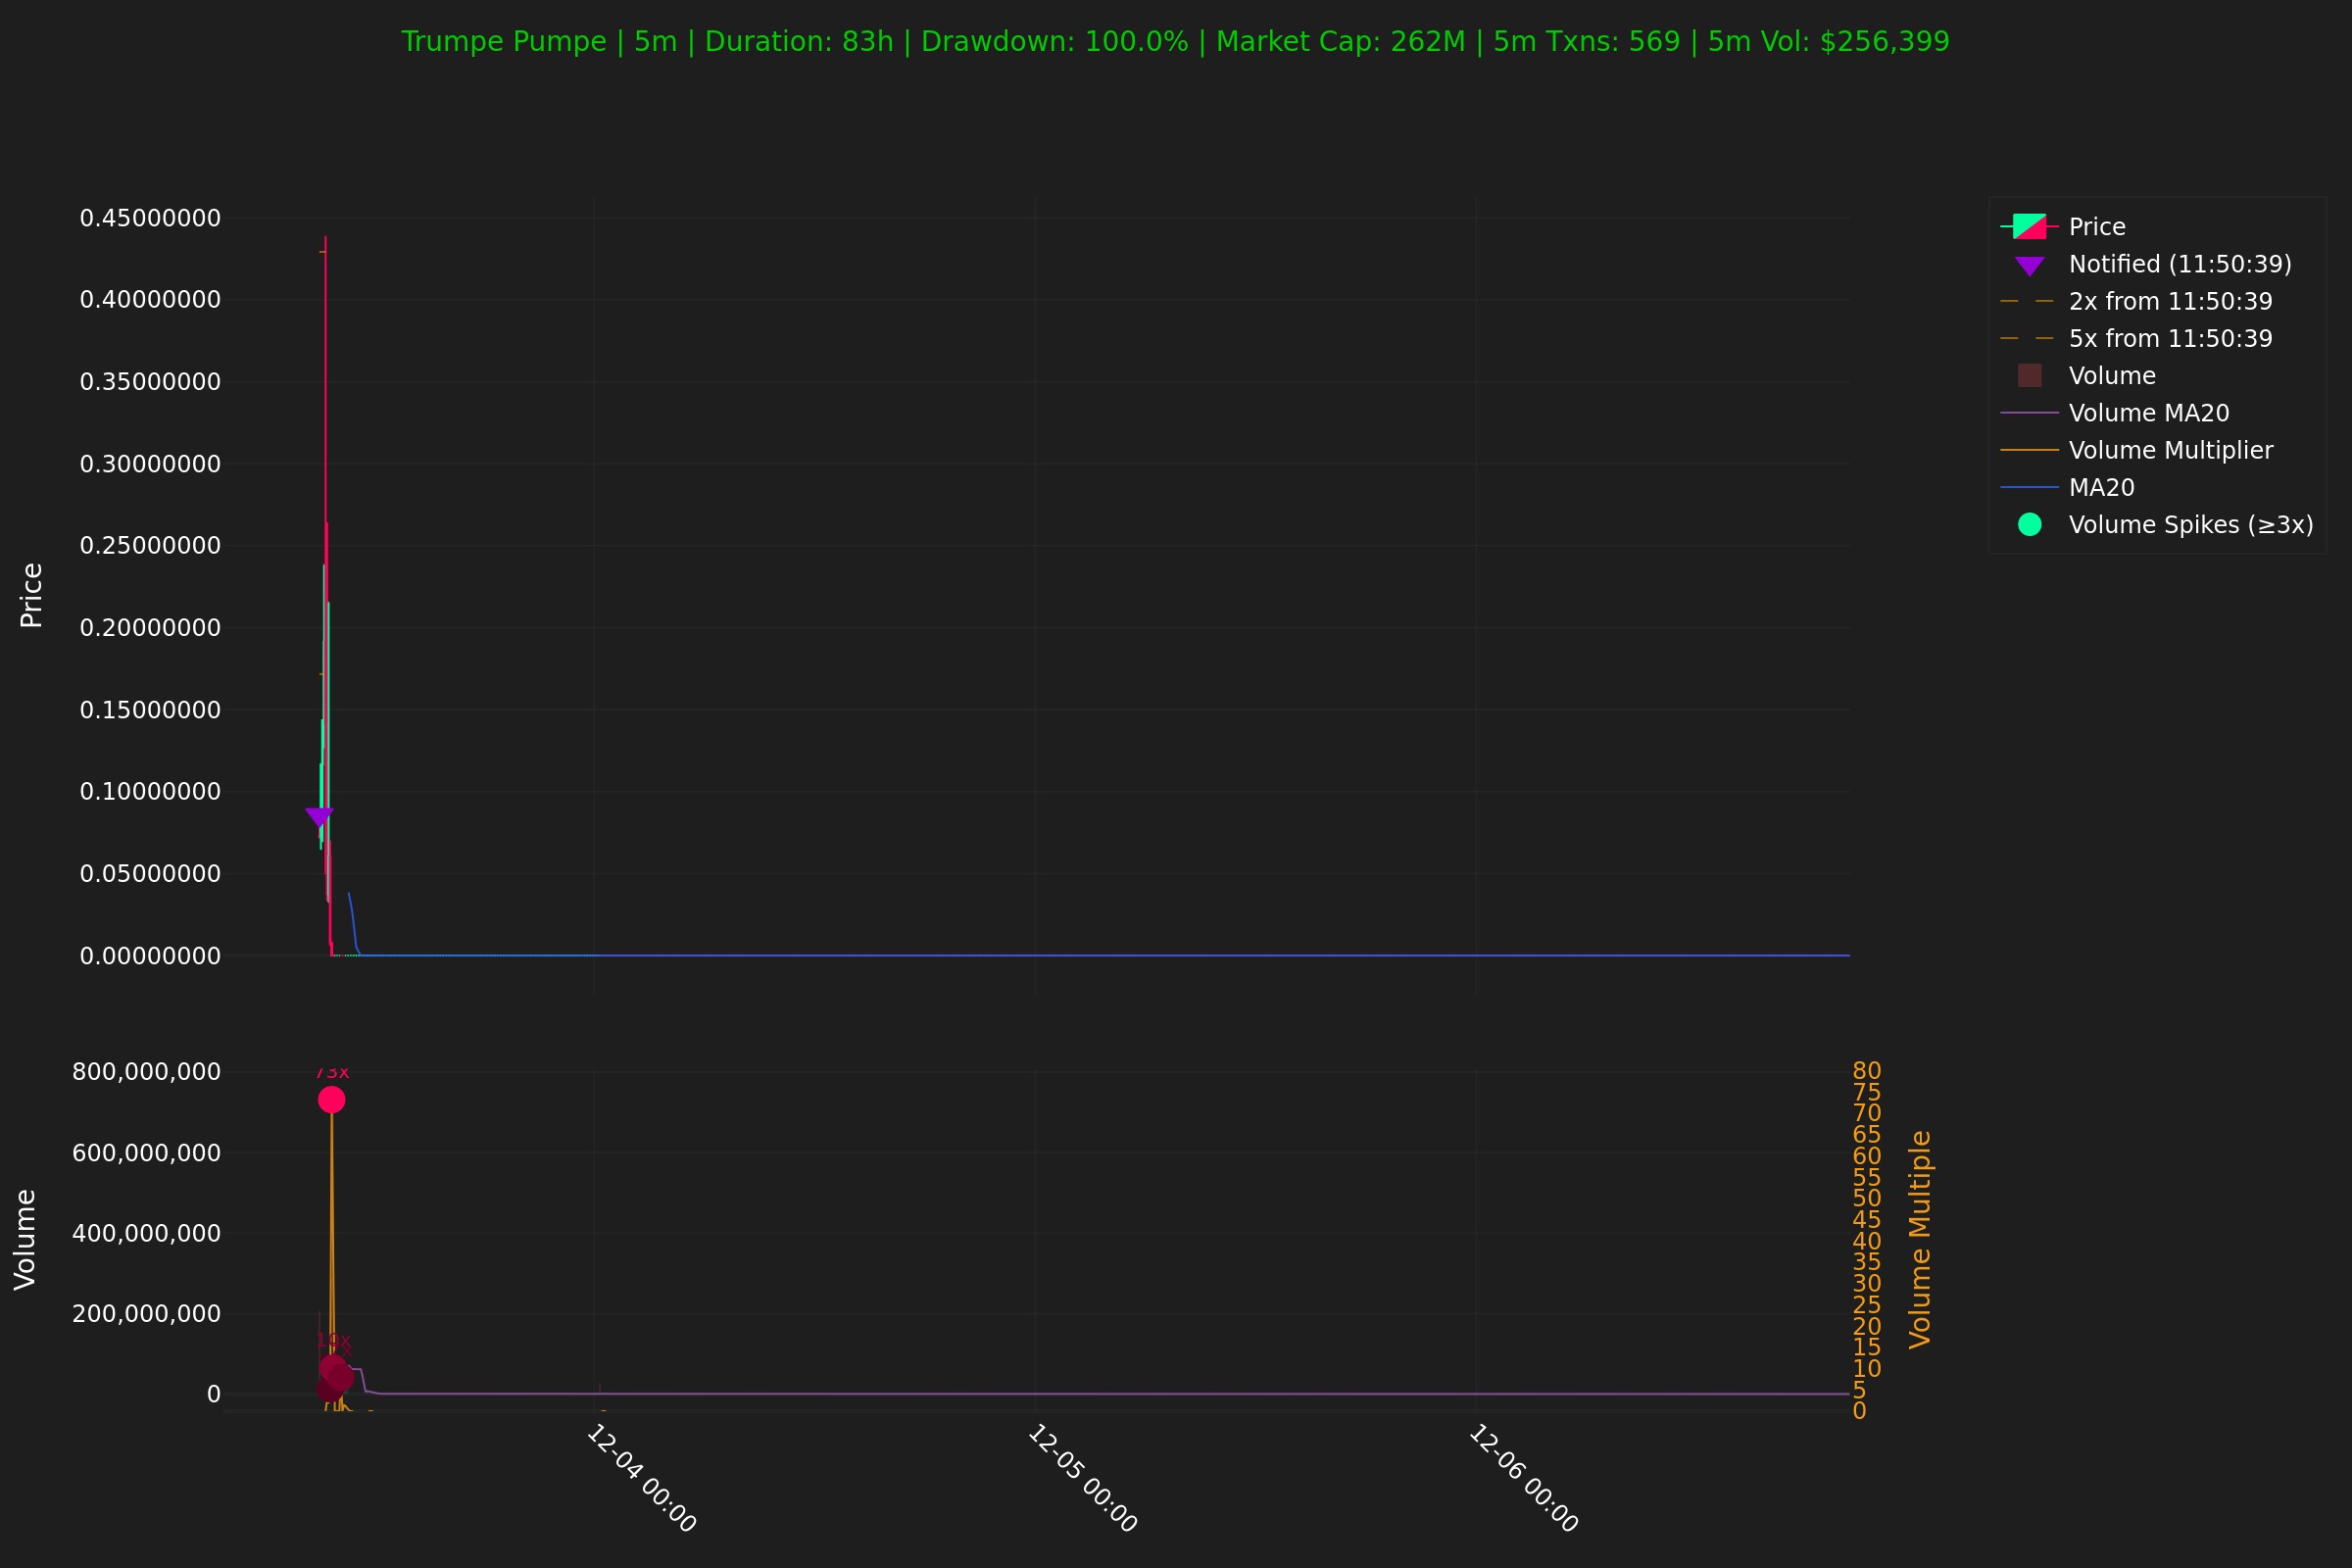 Trumpe Pumpe | 5m | Duration: 83h | Drawdown: 100.0% | Market Cap: 262M | 5m Txns: 569 | 5m Vol: $256,399
Price
0.45000000
0.40000000
0.35000000
0.30000000
0.25000000
0.20000000
0.15000000
0.10000000
0.05000000
0.00000000
Price
Notified (11:50:39)
2x from 11:50:39
5x from 11:50:39
Volume
Volume MA20
Volume Multiplier
MA20
Volume Spikes (≥3x)
Volume
800,000,000
600,000,000
400,000,000
200,000,000
0
73x
80
75
70
65
60
55
50
45
40
35
30
25
20
15
10
5
0
Volume Multiple
12-04 00:00
12-05 00:00
12-06 00:00